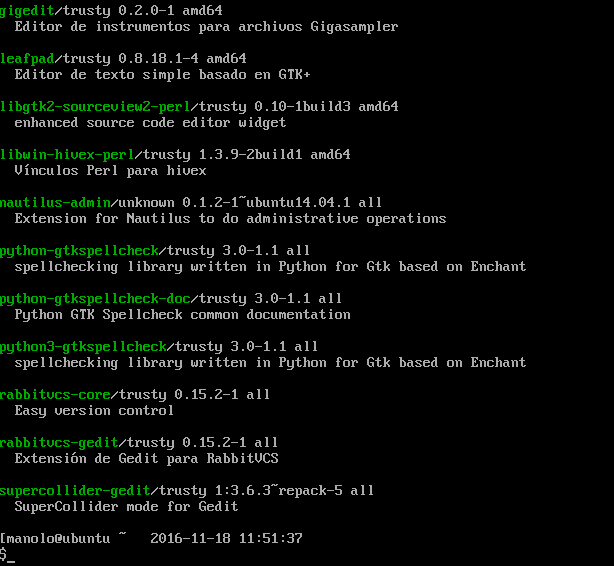 gigedit/trusty 0.2.0-1 amd64
Editor de instrumentos para archivos Gigasampler
leafpad/trusty 0.8.18.1-4 amd64
Editor de texto simple basado en GTK+
libgtk2-sourceview2-perl/trusty 0.10-1build3 amd64
enhanced source code editor widget
libwin-hivex-perl/trusty 1.3.9-2build1 amd64
Vínculos Perl para hivex
nautilus-admin/unknown 0.1.2-1~ubuntu14.04.1 all
Extension for Nautilus to do administrative operations
python-gtkspellcheck/trusty 3.0-1.1 all
spellchecking library written in Python for Gtk based on Enchant
python-gtkspellcheck-doc/trusty 3.0-1.1 all
Python GTK Spellcheck common documentation
python3-gtkspellcheck/trusty 3.0-1.1 all
spellchecking library written in Python for Gtk based on Enchant
rabbitvcs-core/trusty 0.15.2-1 all
Easy version control
rabbitvcs-gedit/trusty 0.15.2-1 all
Extensión de Gedit para RabbitVCS
supercollider-gedit/trusty 1:3.6.3~repack-5 all
SuperCollider mode for Gedit
[manolo@ubuntu ~   2016-11-18 11:51:37
$_